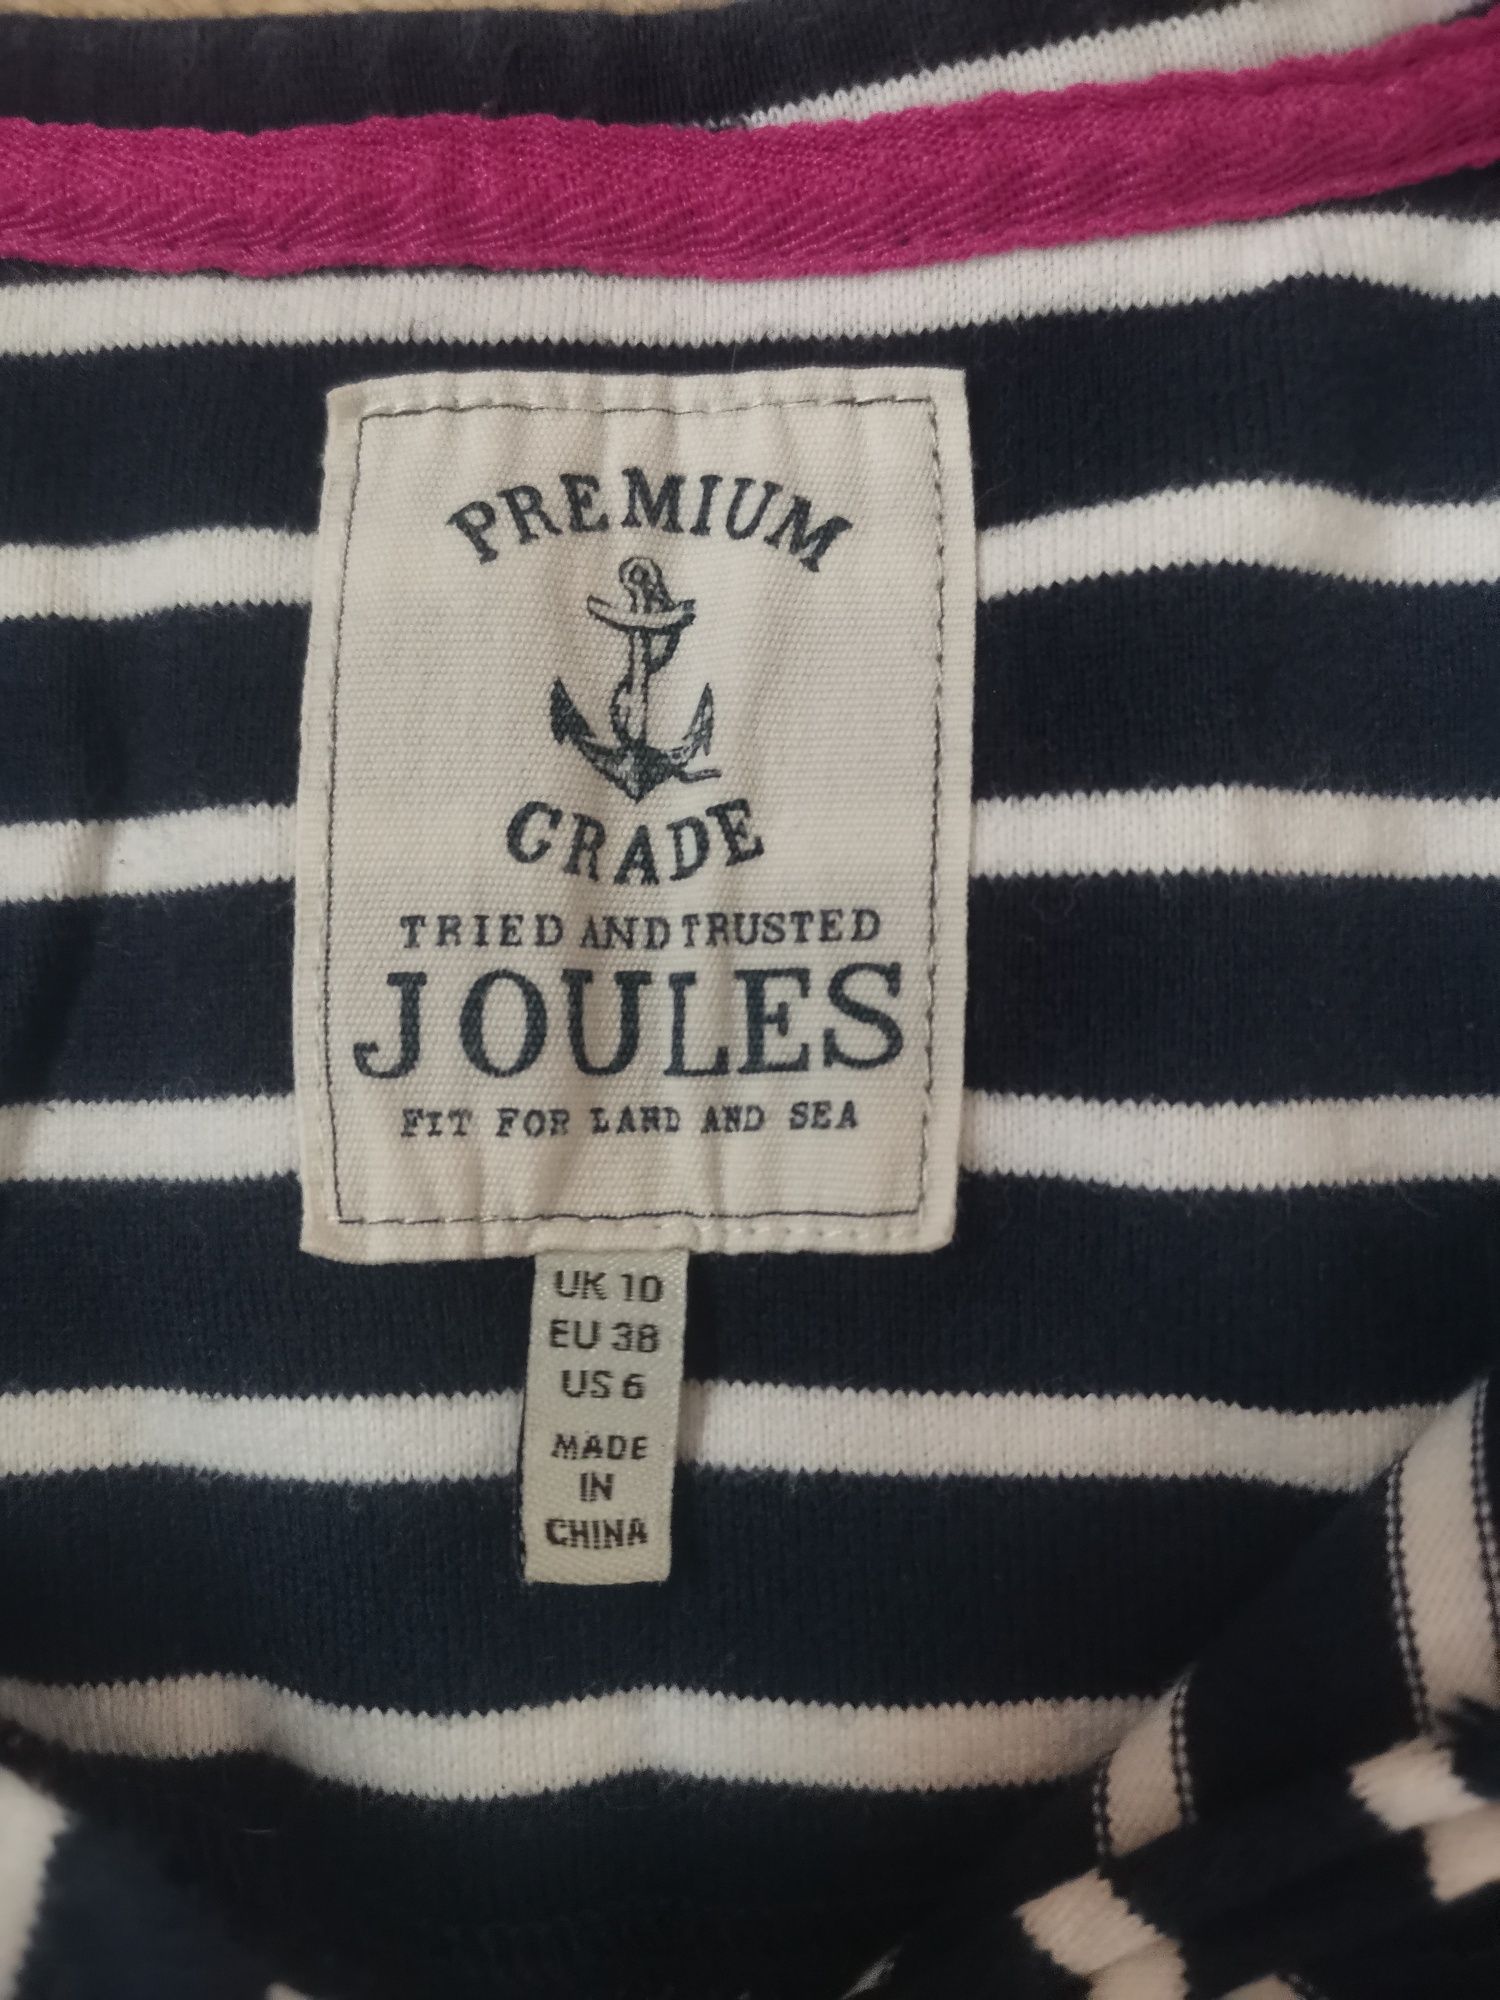 PREMIUM
GRADE
TRIED AND TRUSTED
JOULES
FIT FOR LAND AND SEA
UK 10
EU 38
US 6
MADE
IN
CHINA